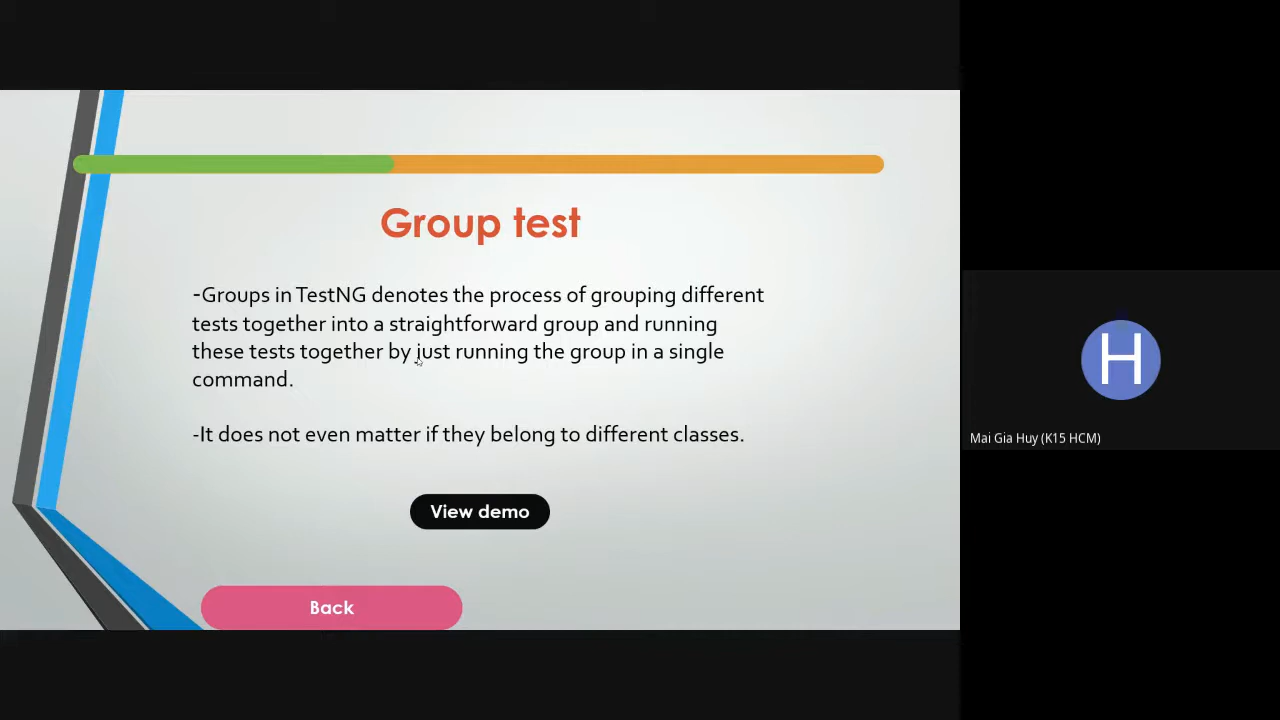 Group test
-Groups in TestNG denotes the process of grouping different
tests together into a straightforward group and running
these tests together by just running the group in a single
command.
-It does not even matter if they belong to different classes.
View demo
Back
H
Mai Gia Huy (K15 HCM)